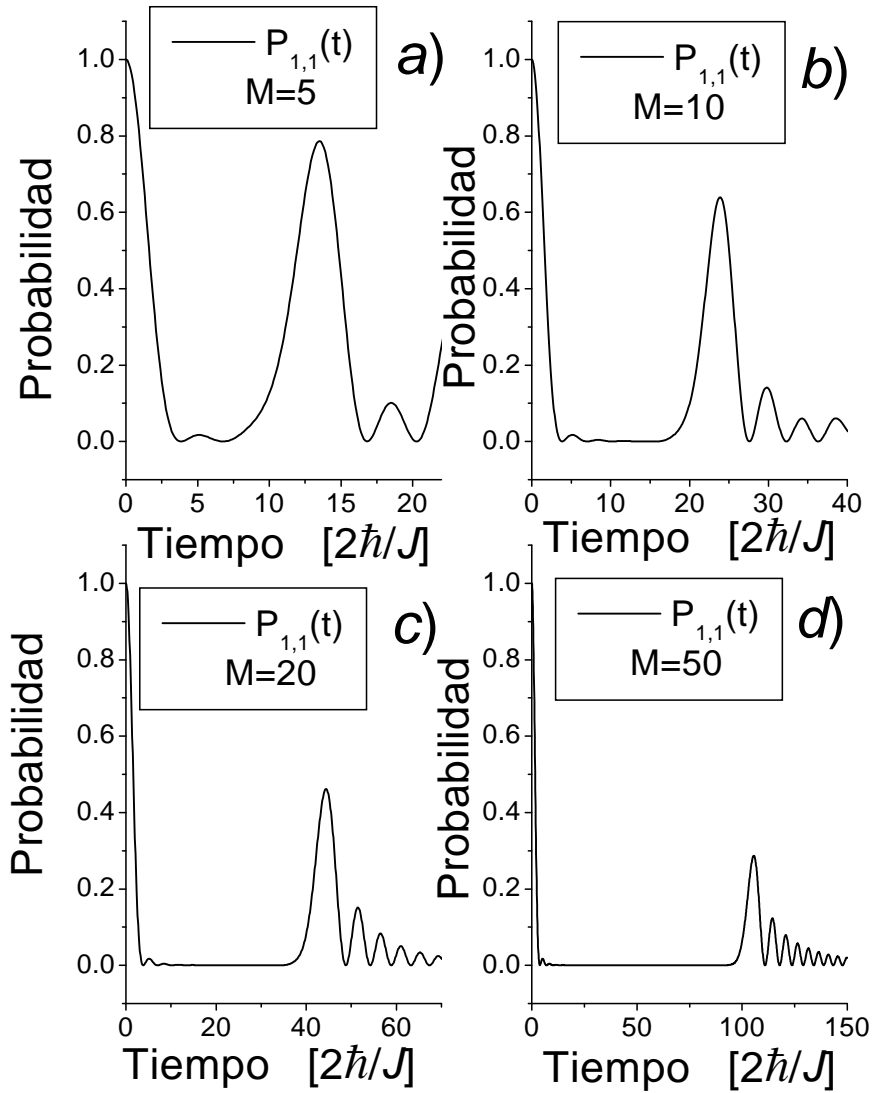 P1,1(t)
M=5
a)
Probabilidad
1.0
0.8
0.6
0.4
0.2
0.0
0 5 10 15 20
Tiempo [2ℏ/J]
P1,1(t)
M=10
b)
Probabilidad
1.0
0.8
0.6
0.4
0.2
0.0
0 10 20 30 40
Tiempo [2ℏ/J]
P1,1(t)
M=20
c)
Probabilidad
1.0
0.8
0.6
0.4
0.2
0.0
0 20 40 60
Tiempo [2ℏ/J]
P1,1(t)
M=50
d)
Probabilidad
1.0
0.8
0.6
0.4
0.2
0.0
0 50 100 150
Tiempo [2ℏ/J]